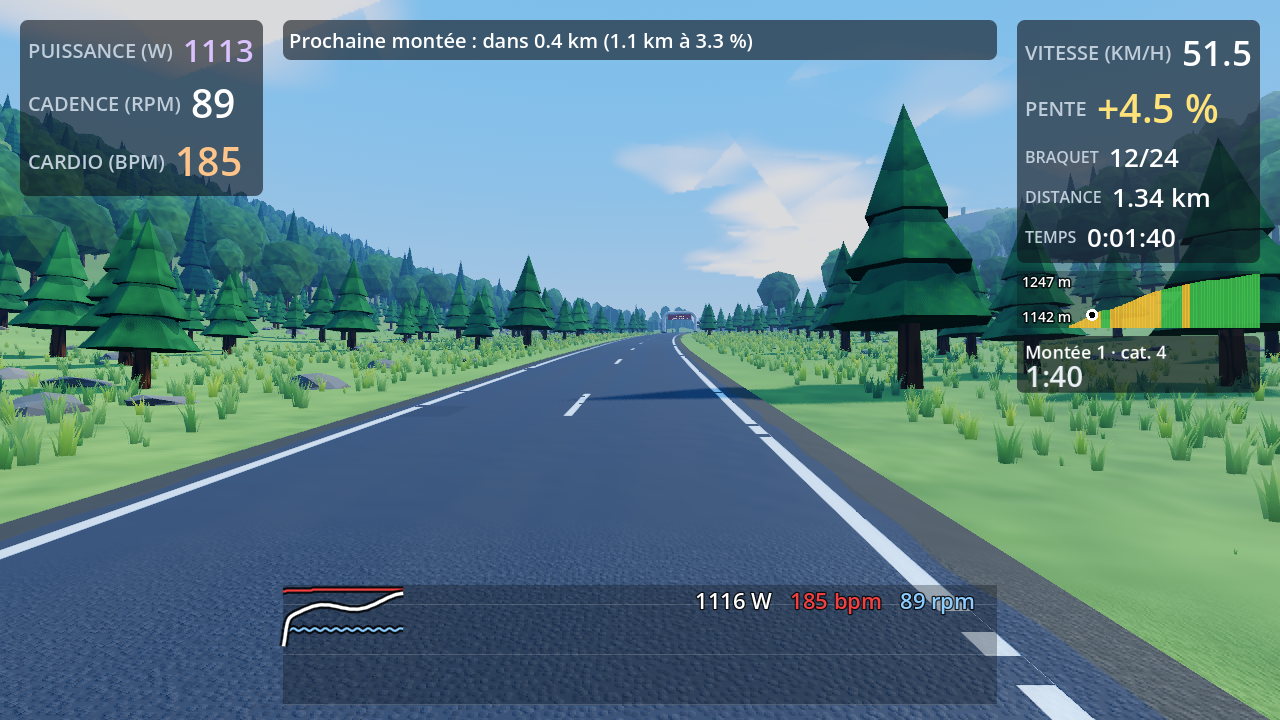 PUISSANCE (W) 1113
CADENCE (RPM) 89
CARDIO (BPM) 185
Prochaine montée : dans 0.4 km (1.1 km à 3.3 %)
VITESSE (KM/H) 51.5
PENTE +4.5 %
BRAQUET 12/24
DISTANCE 1.34 km
TEMPS 0:01:40
1247 m
1142 m
Montée 1 · cat. 4
1:40
1116 W 185 bpm 89 rpm